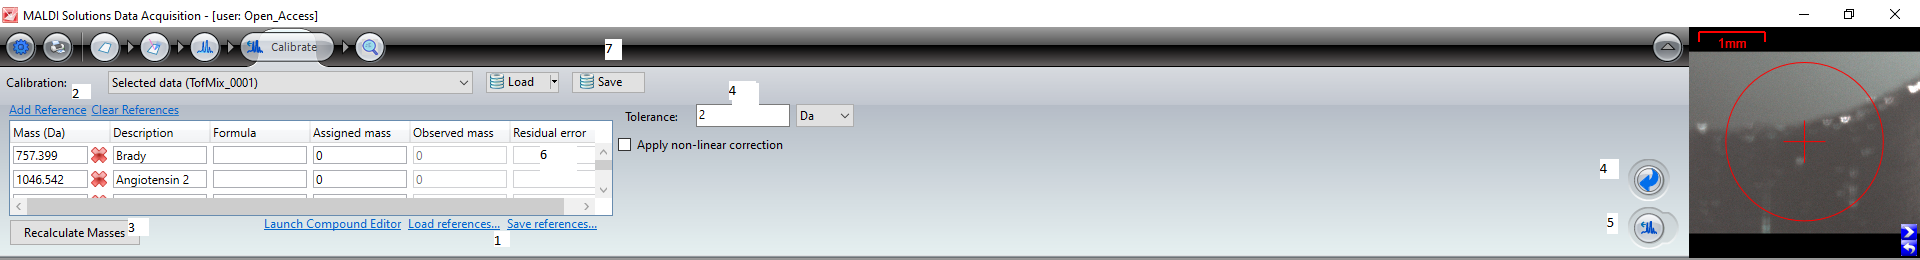 MALDI Solutions Data Acquisition - [user: Open_Access]
Calibrate
7
1mm
Calibration:
2
Selected data (TofMix_0001)
Load
Save
4
Add Reference Clear References
Tolerance:
2
Da
Mass (Da) Description Formula Assigned mass Observed mass Residual error
Apply non-linear correction
757.399 Brady 0 0
6
1046.542 Angiotensin 2 0 0
4
Recalculate Masses
3
Launch Compound Editor Load references... Save references...
1
5